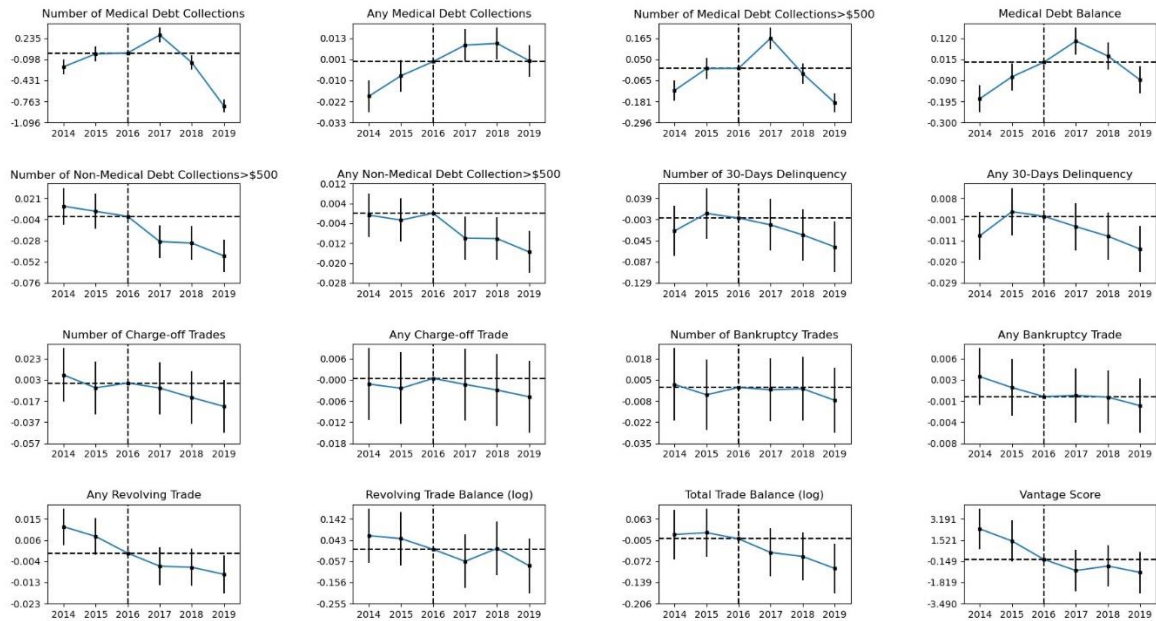 Number of Medical Debt Collections
0.235
-0.098
-0.431
-0.763
-1.096
2014 2015 2016 2017 2018 2019
Any Medical Debt Collections
0.013
0.001
-0.010
-0.022
-0.033
2014 2015 2016 2017 2018 2019
Number of Medical Debt Collections>$500
0.165
0.050
-0.065
-0.181
-0.296
2014 2015 2016 2017 2018 2019
Medical Debt Balance
0.120
0.015
-0.090
-0.195
-0.300
2014 2015 2016 2017 2018 2019
Number of Non-Medical Debt Collections>$500
0.021
-0.004
-0.028
-0.052
-0.076
2014 2015 2016 2017 2018 2019
Any Non-Medical Debt Collection>$500
0.012
0.004
-0.004
-0.012
-0.020
-0.028
2014 2015 2016 2017 2018 2019
Number of 30-Days Delinquency
0.039
-0.003
-0.045
-0.087
-0.129
2014 2015 2016 2017 2018 2019
Any 30-Days Delinquency
0.008
-0.001
-0.011
-0.020
-0.029
2014 2015 2016 2017 2018 2019
Number of Charge-off Trades
0.023
0.003
-0.017
-0.037
-0.057
2014 2015 2016 2017 2018 2019
Any Charge-off Trade
0.006
-0.000
-0.006
-0.012
-0.018
2014 2015 2016 2017 2018 2019
Number of Bankruptcy Trades
0.018
0.005
-0.008
-0.022
-0.035
2014 2015 2016 2017 2018 2019
Any Bankruptcy Trade
0.006
0.003
-0.001
-0.004
-0.008
2014 2015 2016 2017 2018 2019
Any Revolving Trade
0.015
0.006
-0.004
-0.013
-0.023
2014 2015 2016 2017 2018 2019
Revolving Trade Balance (log)
0.142
0.043
-0.057
-0.156
-0.255
2014 2015 2016 2017 2018 2019
Total Trade Balance (log)
0.063
-0.005
-0.072
-0.139
-0.206
2014 2015 2016 2017 2018 2019
Vantage Score
3.191
1.521
-0.149
-1.819
-3.490
2014 2015 2016 2017 2018 2019